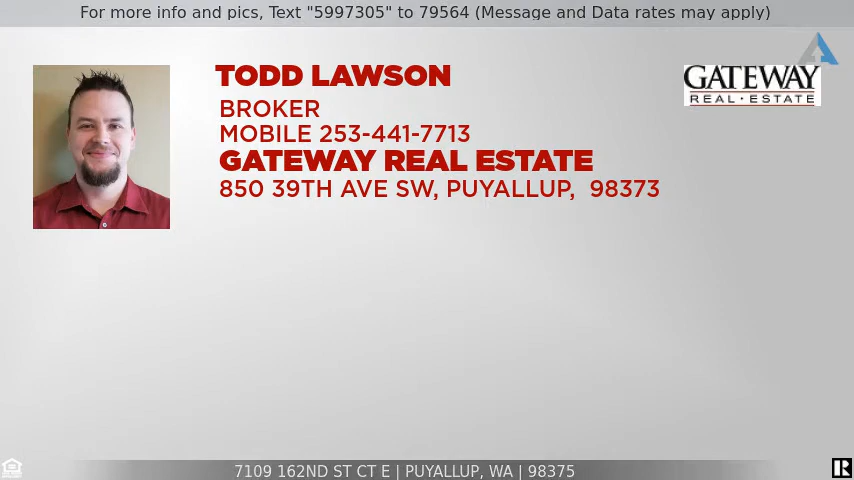 For more info and pics, Text "5997305" to 79564 (Message and Data rates may apply)
TODD LAWSON
BROKER
MOBILE 253-441-7713
GATEWAY REAL ESTATE
850 39TH AVE SW, PUYALLUP,  98373
GATEWAY
REAL • ESTATE
7109 162ND ST CT E | PUYALLUP, WA | 98375